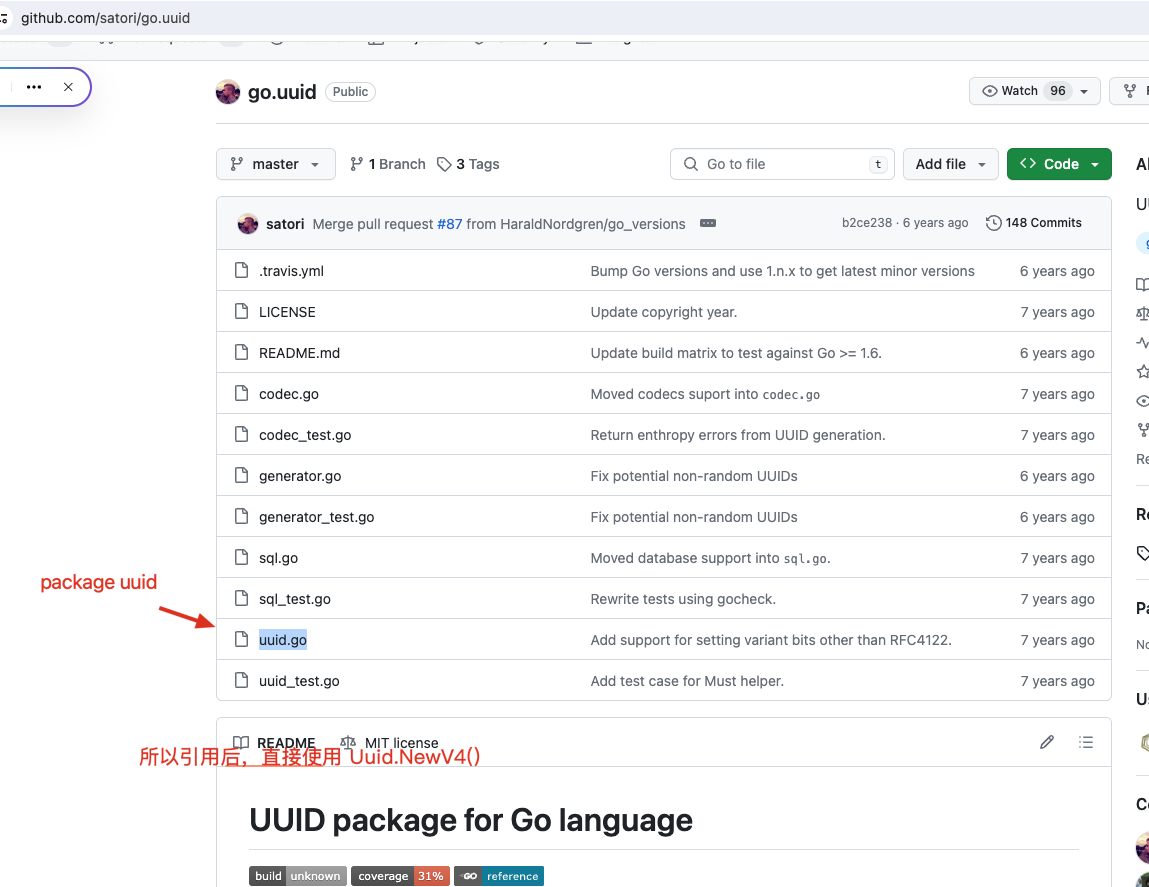 github.com/satori/go.uuid
go.uuid Public Watch 96
master 1 Branch 3 Tags Go to file t Add file Code
satori Merge pull request #87 from HaraldNordgren/go_versions b2ce238 · 6 years ago 148 Commits
.travis.yml Bump Go versions and use 1.n.x to get latest minor versions 6 years ago
LICENSE Update copyright year. 7 years ago
README.md Update build matrix to test against Go >= 1.6. 6 years ago
codec.go Moved codecs suport into codec.go 7 years ago
codec_test.go Return enthropy errors from UUID generation. 7 years ago
generator.go Fix potential non-random UUIDs 6 years ago
generator_test.go Fix potential non-random UUIDs 6 years ago
sql.go Moved database support into sql.go. 7 years ago
package uuid
sql_test.go Rewrite tests using gocheck. 7 years ago
uuid.go Add support for setting variant bits other than RFC4122. 7 years ago
uuid_test.go Add test case for Must helper. 7 years ago
README MIT license
所以引用后，直接使用 Uuid.NewV4()
UUID package for Go language
build unknown coverage 31% GO reference